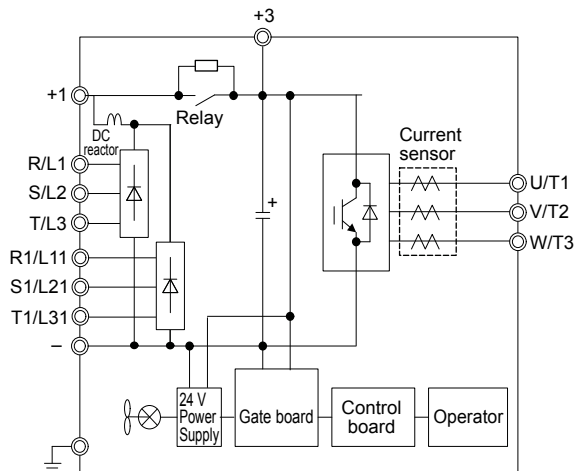 +3
+1
Relay
DC
reactor
Current
sensor
R/L1
S/L2
T/L3
R1/L11
S1/L21
T1/L31
–
+
U/T1
V/T2
W/T3
24 V
Power
Supply
Gate board
Control
board
Operator